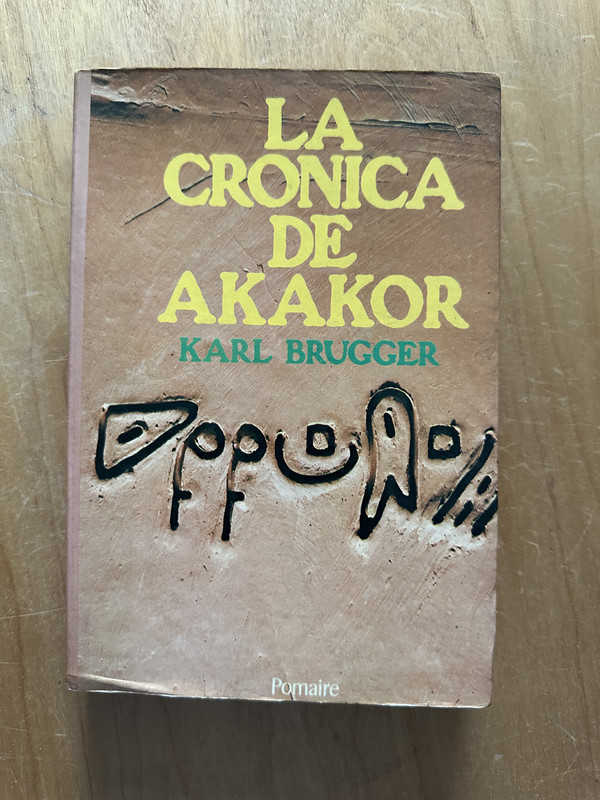 LA
CRONICA
DE
AKAKOR
KARL BRUGGER
Pomaire